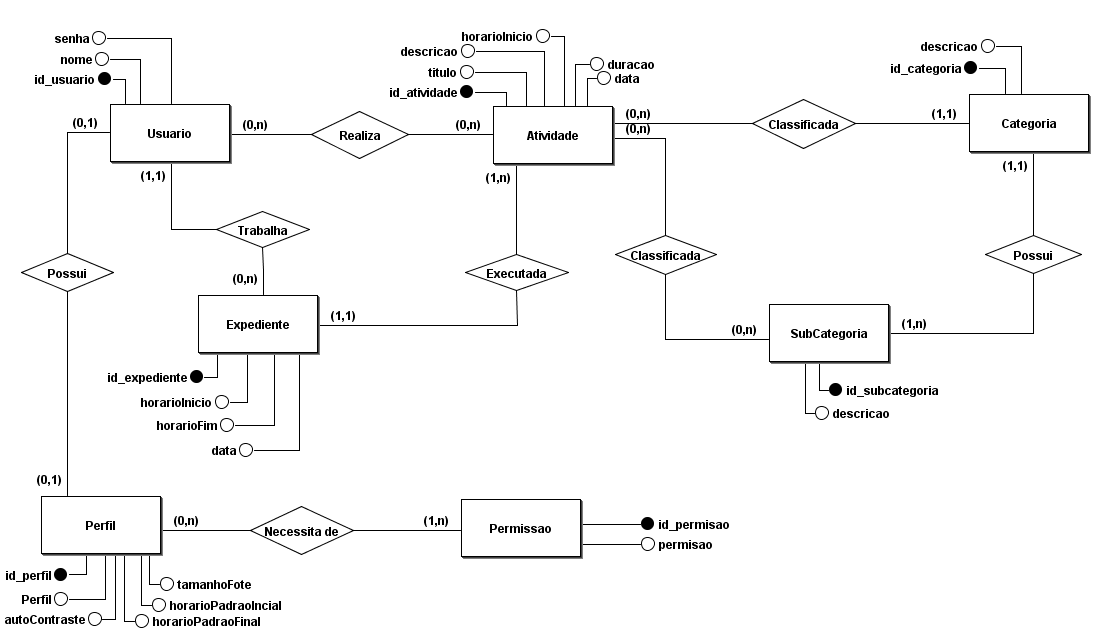 senha
nome
id_usuario
Usuario
(0,1)
(0,n)
(1,1)
Realiza
(0,n)
horarioInicio
descricao
titulo
id_atividade
duracao
data
Atividade
(0,n)
(0,n)
(1,n)
Classificada
(1,1)
descricao
id_categoria
Categoria
(1,1)
Trabalha
(0,n)
Possui
Executada
Classificada
Possui
Expediente
(1,1)
(0,n)
SubCategoria
(1,n)
id_expediente
horarioInicio
horarioFim
data
id_subcategoria
descricao
(0,1)
Perfil
(0,n)
Necessita de
(1,n)
Permissao
id_permisao
permisao
id_perfil
Perfil
autoContraste
tamanhoFote
horarioPadraoIncial
horarioPadraoFinal